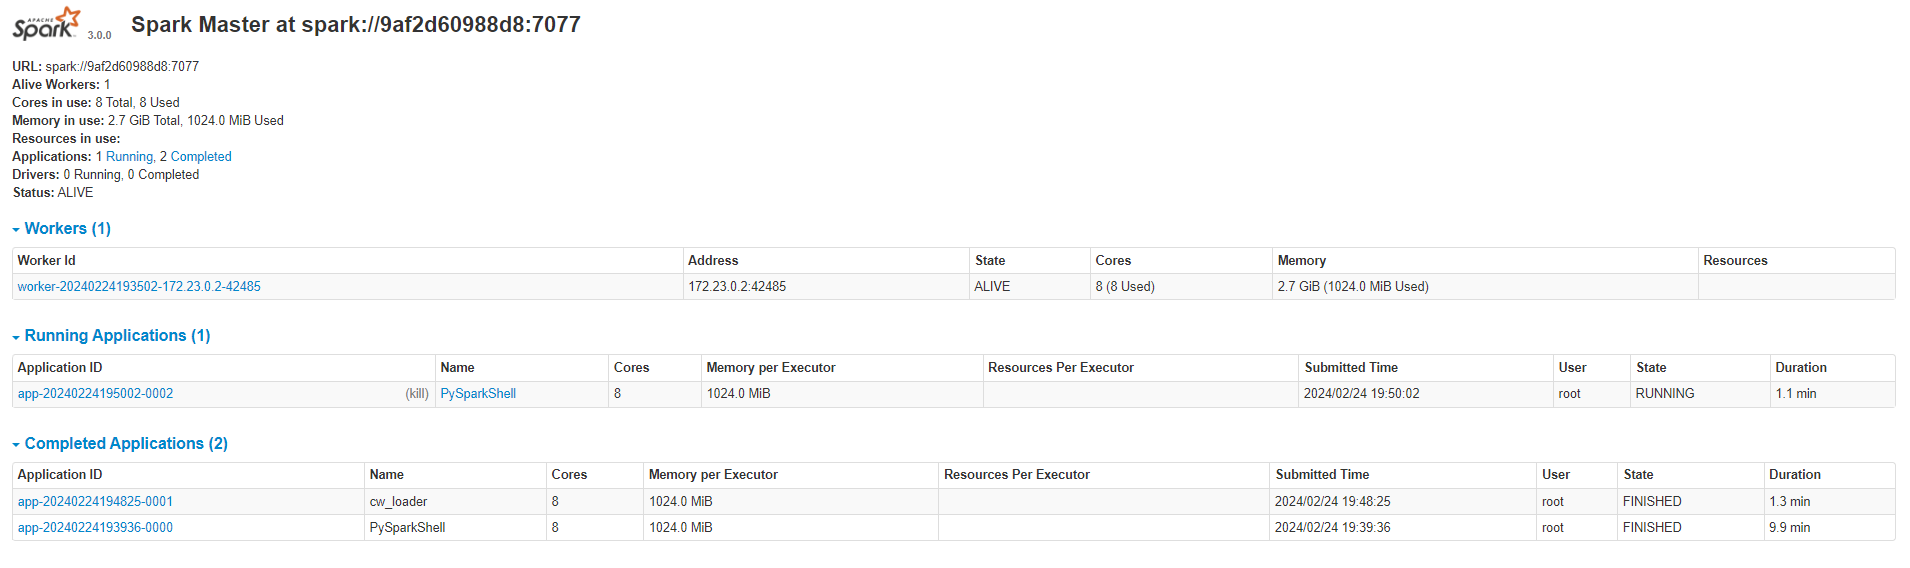 APACHE Spark 3.0.0 Spark Master at spark://9af2d60988d8:7077
URL: spark://9af2d60988d8:7077
Alive Workers: 1
Cores in use: 8 Total, 8 Used
Memory in use: 2.7 GiB Total, 1024.0 MiB Used
Resources in use:
Applications: 1 Running, 2 Completed
Drivers: 0 Running, 0 Completed
Status: ALIVE
Workers (1)
Worker Id Address State Cores Memory Resources
worker-20240224193502-172.23.0.2-42485 172.23.0.2:42485 ALIVE 8 (8 Used) 2.7 GiB (1024.0 MiB Used)
Running Applications (1)
Application ID Name Cores Memory per Executor Resources Per Executor Submitted Time User State Duration
app-20240224195002-0002 (kill) PySparkShell 8 1024.0 MiB 2024/02/24 19:50:02 root RUNNING 1.1 min
Completed Applications (2)
Application ID Name Cores Memory per Executor Resources Per Executor Submitted Time User State Duration
app-20240224194825-0001 cw_loader 8 1024.0 MiB 2024/02/24 19:48:25 root FINISHED 1.3 min
app-20240224193936-0000 PySparkShell 8 1024.0 MiB 2024/02/24 19:39:36 root FINISHED 9.9 min